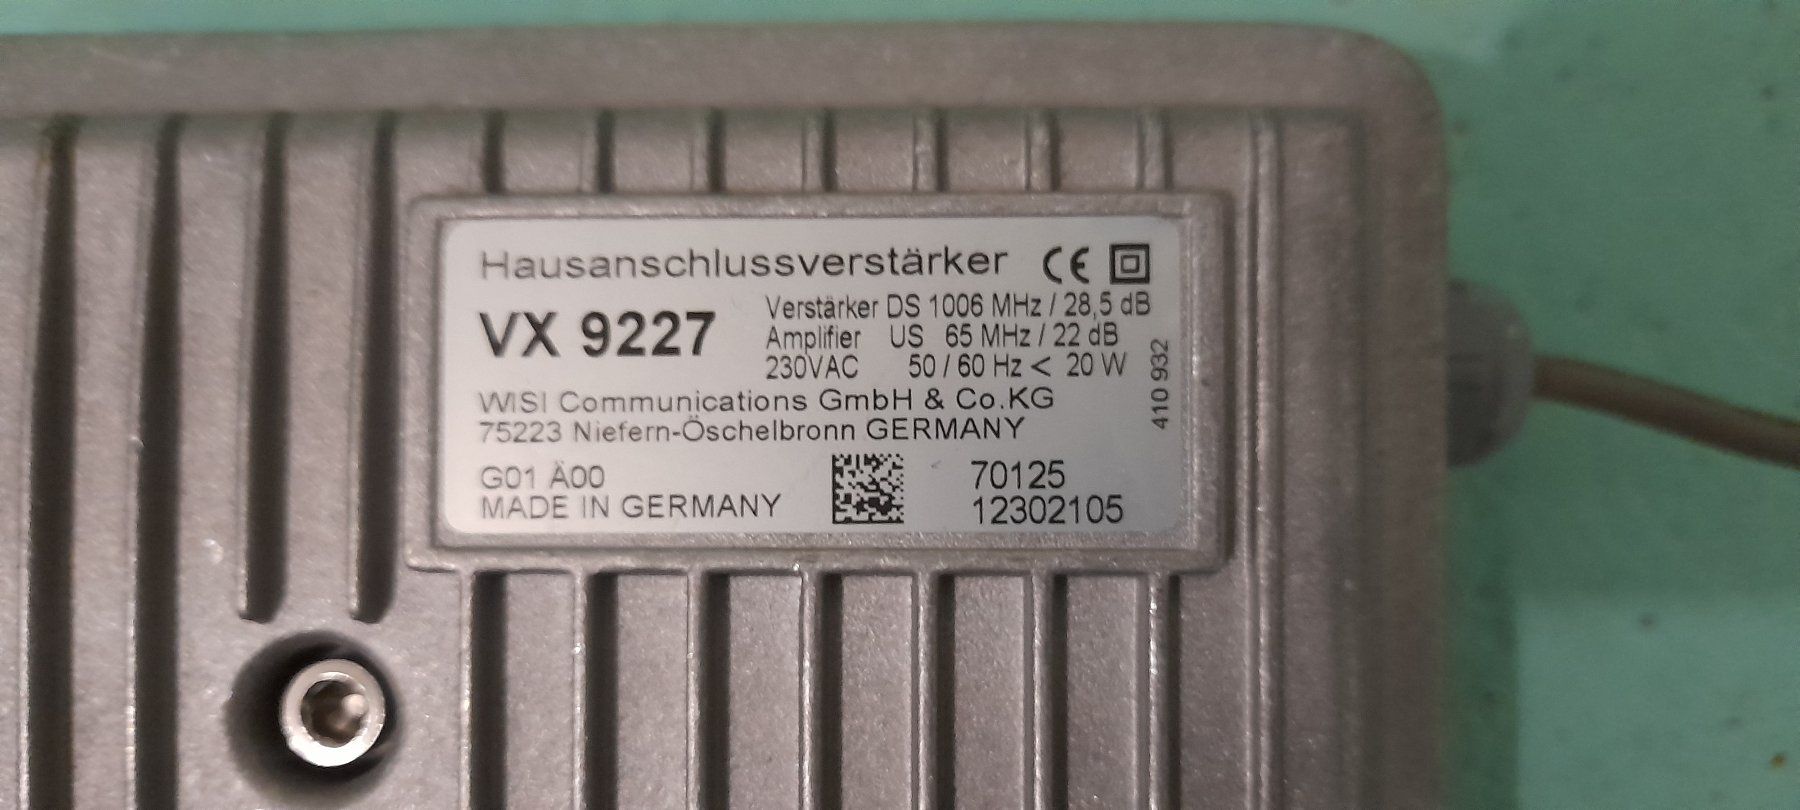 Hausanschlussverstärker CE
VX 9227
Verstärker DS 1006 MHz / 28,5 dB
Amplifier US 65 MHz / 22 dB
230VAC 50 / 60 Hz < 20 W
410 932
WISI Communications GmbH & Co.KG
75223 Niefern-Öschelbronn GERMANY
G01 Ä00
MADE IN GERMANY
70125
12302105